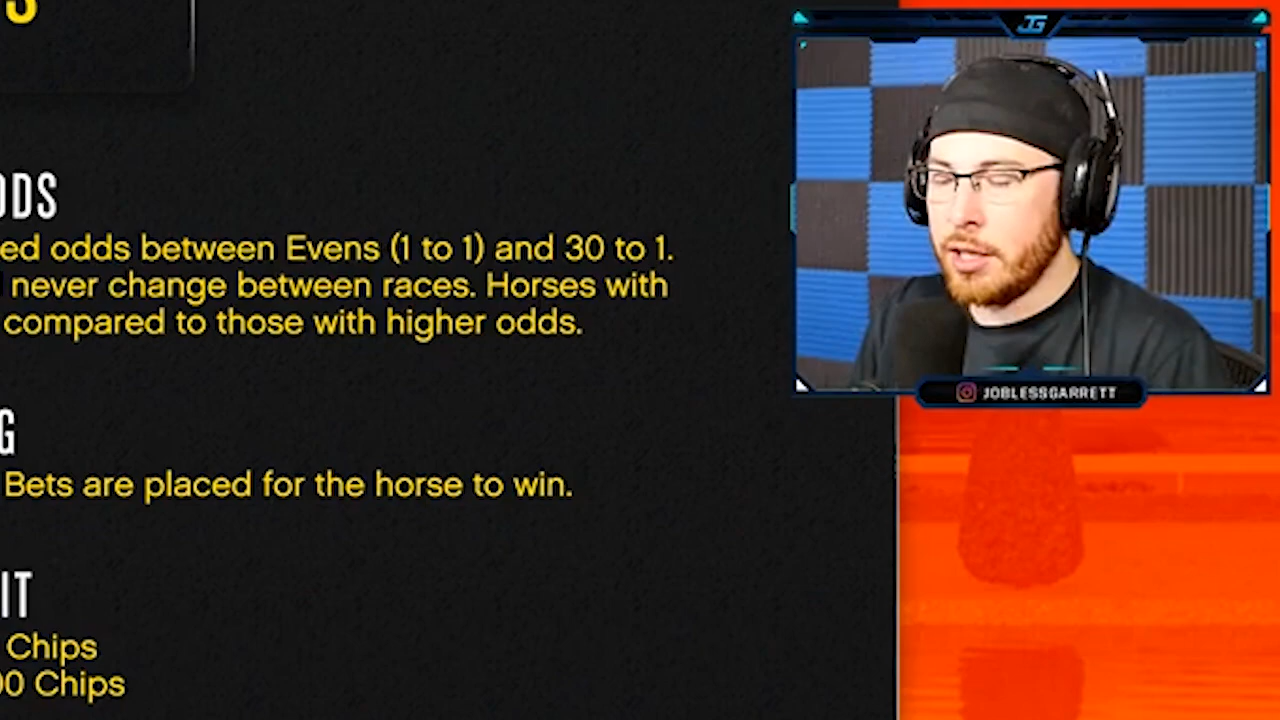 S
JG
DDS
ed odds between Evens (1 to 1) and 30 to 1.
never change between races. Horses with
compared to those with higher odds.
JOBLESSGARRETT
G
Bets are placed for the horse to win.
IT
Chips
00 Chips